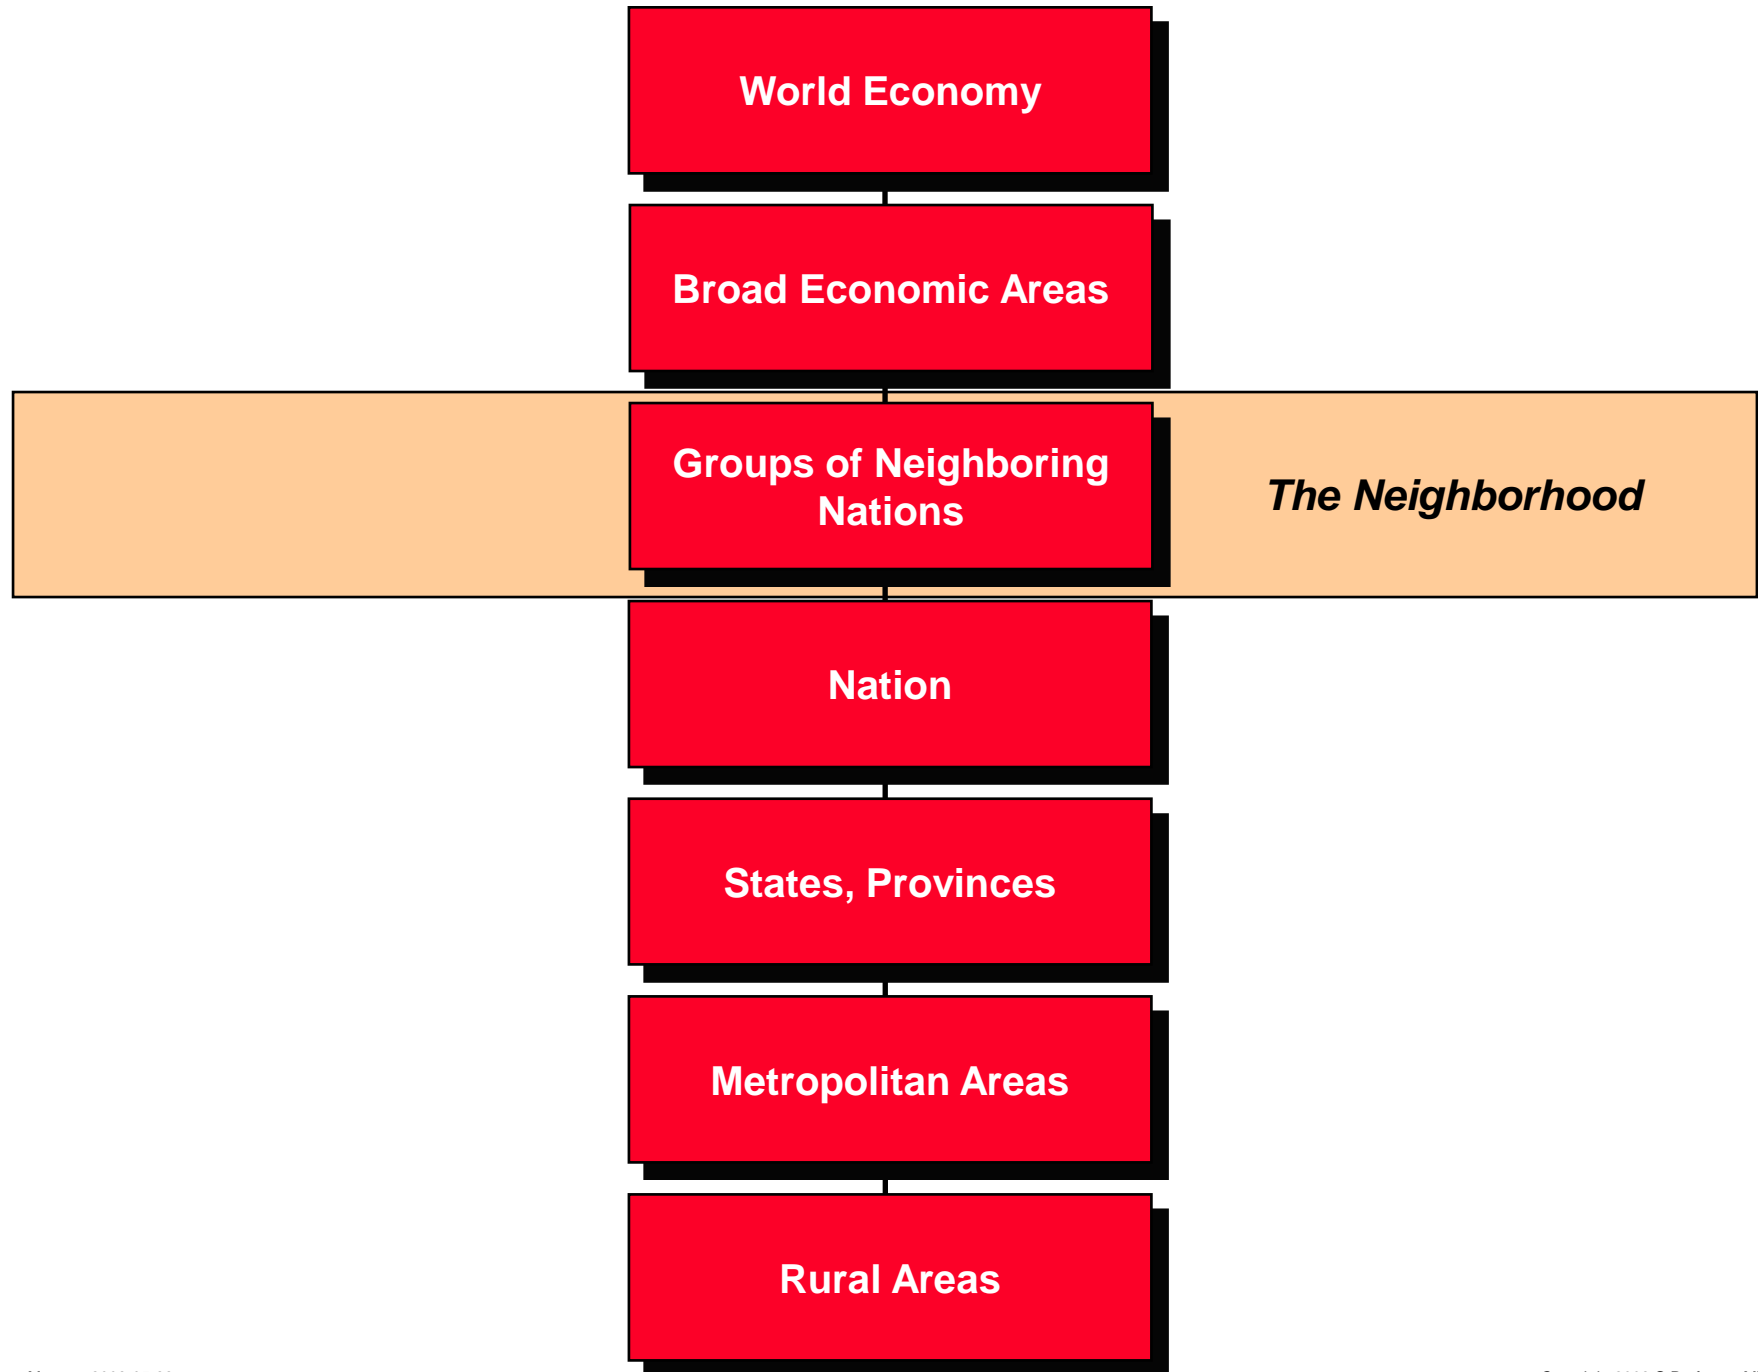 World Economy
Broad Economic Areas
Groups of Neighboring
Nations
The Neighborhood
Nation
States, Provinces
Metropolitan Areas
Rural Areas